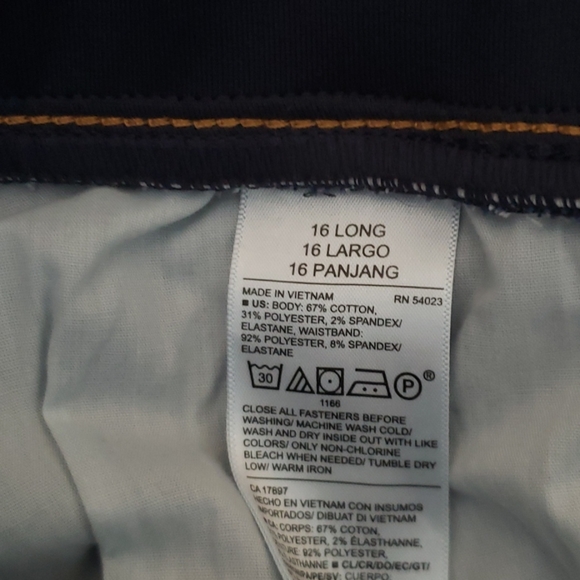 16 LONG
16 LARGO
16 PANJANG
MADE IN VIETNAM RN 54023
■ US: BODY: 67% COTTON,
31% POLYESTER, 2% SPANDEX/
ELASTANE, WAISTBAND:
92% POLYESTER, 8% SPANDEX/
ELASTANE
30 P ®
1166
CLOSE ALL FASTENERS BEFORE
WASHING/ MACHINE WASH COLD/
WASH AND DRY INSIDE OUT WITH LIKE
COLORS/ ONLY NON-CHLORINE
BLEACH WHEN NEEDED/ TUMBLE DRY
LOW/ WARM IRON
CA 17897
HECHO EN VIETNAM CON INSUMOS
IMPORTADOS/ DIBUAT DI VIETNAM
CORPS: 67% COTON,
POLYESTER, 2% ÉLASTHANNE,
92% POLYESTER,
ÉLASTHANNE ■ CL/CR/DO/EC/GT/
CUERPO